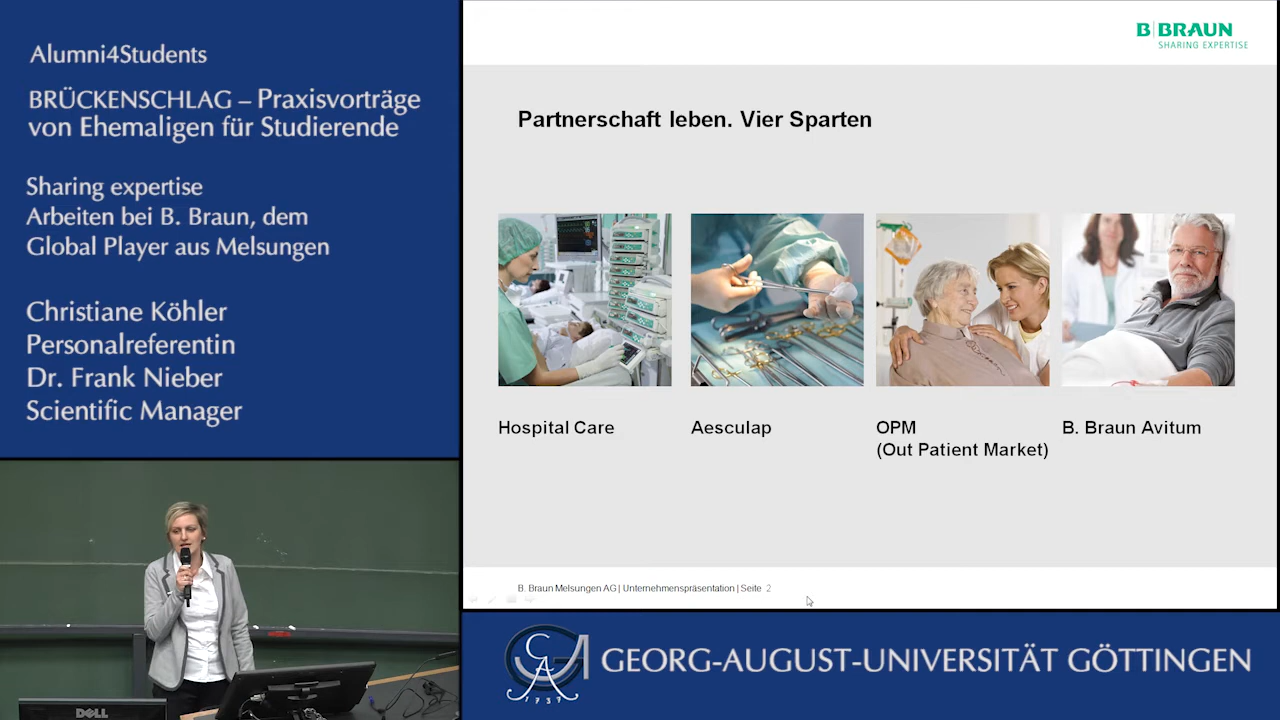 Alumni4Students
BRÜCKENSCHLAG – Praxisvorträge
von Ehemaligen für Studierende
Sharing expertise
Arbeiten bei B. Braun, dem
Global Player aus Melsungen
Christiane Köhler
Personalreferentin
Dr. Frank Nieber
Scientific Manager
B BRAUN
SHARING EXPERTISE
Partnerschaft leben. Vier Sparten
Hospital Care
Aesculap
OPM
(Out Patient Market)
B. Braun Avitum
B. Braun Melsungen AG | Unternehmenspräsentation | Seite 2
DELL
GAU
1737
GEORG-AUGUST-UNIVERSITÄT GÖTTINGEN